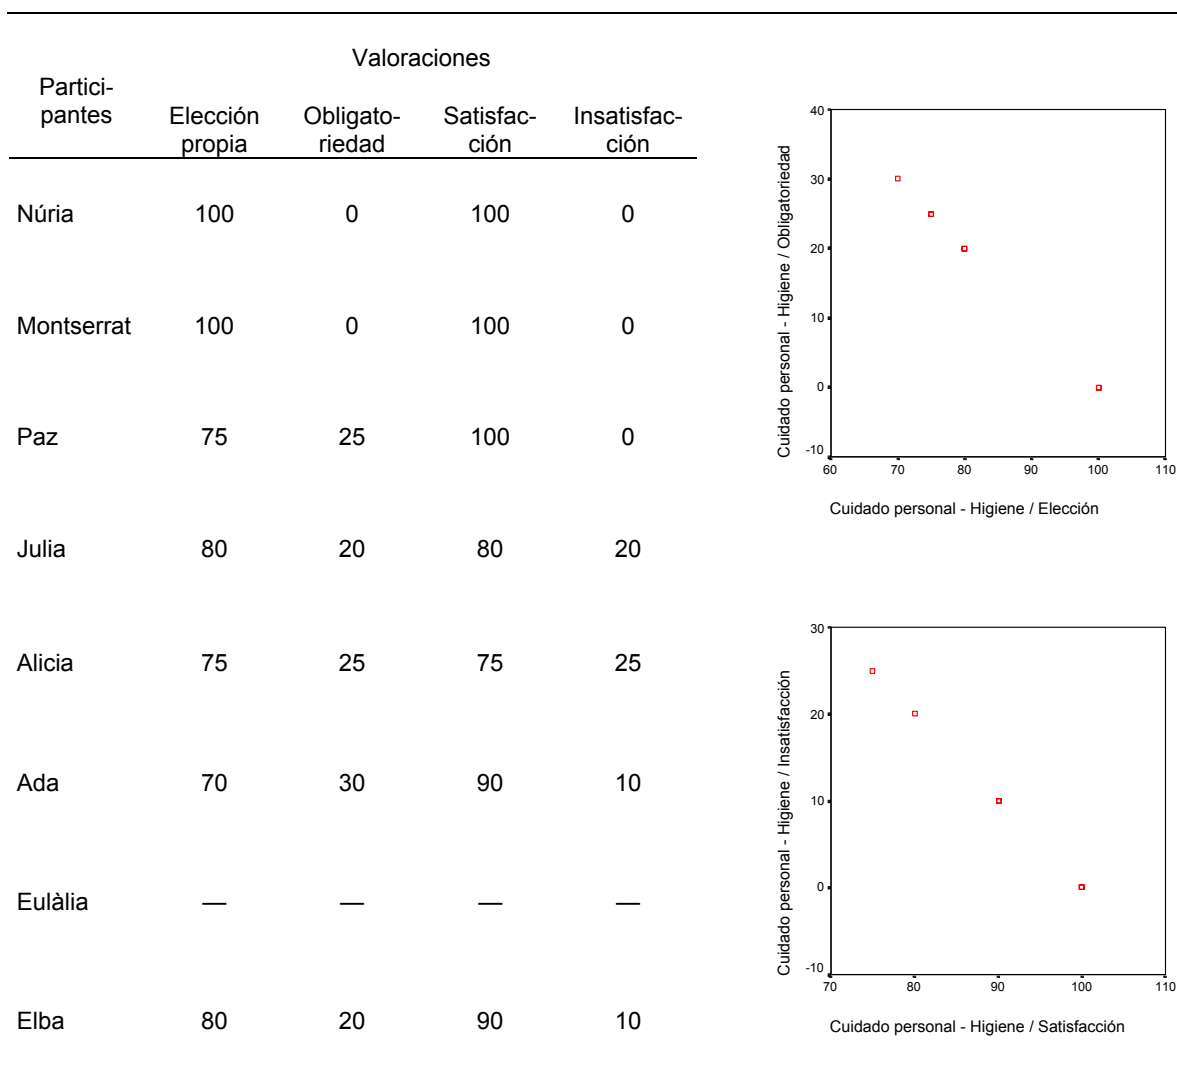 Valoraciones
Partici-
pantes
Elección
propia
Obligato-
riedad
Satisfac-
ción
Insatisfac-
ción
Núria 100 0 100 0
Montserrat 100 0 100 0
Paz 75 25 100 0
Julia 80 20 80 20
Alicia 75 25 75 25
Ada 70 30 90 10
Eulàlia — — — —
Elba 80 20 90 10
Cuidado personal - Higiene / Obligatoriedad
40
30
20
10
0
-10
60 70 80 90 100 110
Cuidado personal - Higiene / Elección
Cuidado personal - Higiene / Insatisfacción
30
20
10
0
-10
70 80 90 100 110
Cuidado personal - Higiene / Satisfacción